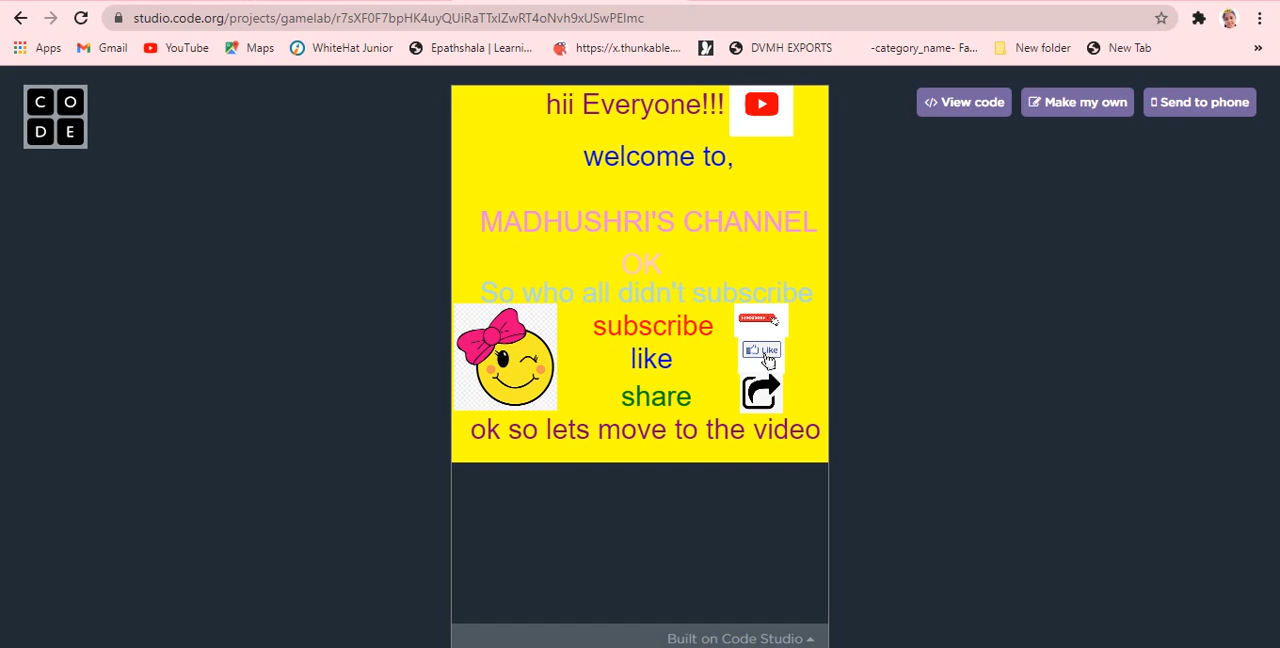 studio.code.org/projects/gamelab/r7sXF0F7bpHK4uyQUiRaTTxIZwRT4oNvh9xUSwPEImc
Apps Gmail YouTube Maps WhiteHat Junior Epathshala | Learni... https://x.thunkable.... DVMH EXPORTS -category_name- Fa... New folder New Tab »
C O
D E
View code Make my own Send to phone
hii Everyone!!!
welcome to,
MADHUSHRI'S CHANNEL
OK
So who all didn't subscribe
subscribe
like
Like
share
ok so lets move to the video
Built on Code Studio